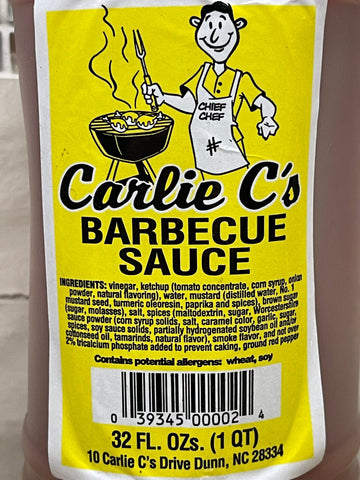 CHIEF
CHEF
#
Carlie C's
BARBECUE
SAUCE
INGREDIENTS: vinegar, ketchup (tomato concentrate, corn syrup, onion
powder, natural flavoring), water, mustard (distilled water, No. 1
mustard seed, turmeric oleoresin, paprika and spices), brown sugar
(sugar, molasses), salt, spices (maltodextrin, sugar, Worcestershire
sauce powder (corn syrup solids, salt, caramel color, garlic, sugar,
spices, soy sauce solids, partially hydrogenated soybean oil and/or
cottonseed oil, tamarinds, natural flavor), smoke flavor, and not over
2% tricalcium phosphate added to prevent caking, ground red pepper
Contains potential allergens: wheat, soy
0 39345 00002 4
32 FL. OZs. (1 QT)
10 Carlie C's Drive Dunn, NC 28334